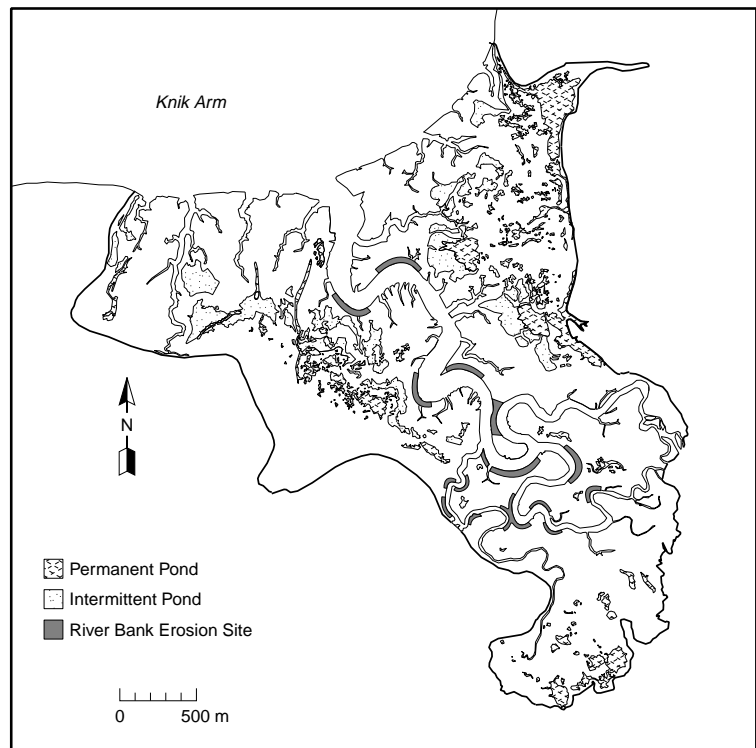 Knik Arm
N
Permanent Pond
Intermittent Pond
River Bank Erosion Site
0 500 m